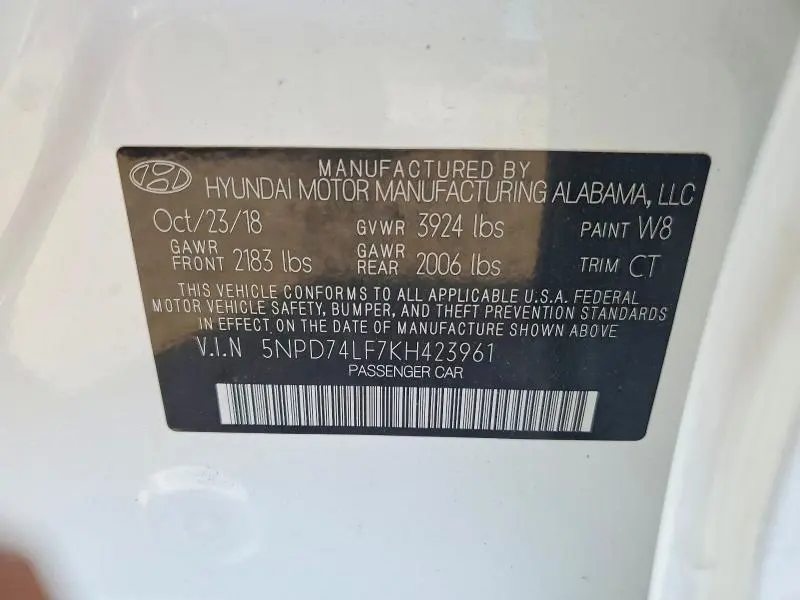 MANUFACTURED BY
HYUNDAI MOTOR MANUFACTURING ALABAMA, LLC
Oct/23/18 GVWR 3924 lbs PAINT W8
GAWR FRONT 2183 lbs GAWR REAR 2006 lbs TRIM CT
THIS VEHICLE CONFORMS TO ALL APPLICABLE U.S.A. FEDERAL
MOTOR VEHICLE SAFETY, BUMPER, AND THEFT PREVENTION STANDARDS
IN EFFECT ON THE DATE OF MANUFACTURE SHOWN ABOVE
V.I.N 5NPD74LF7KH423961
PASSENGER CAR